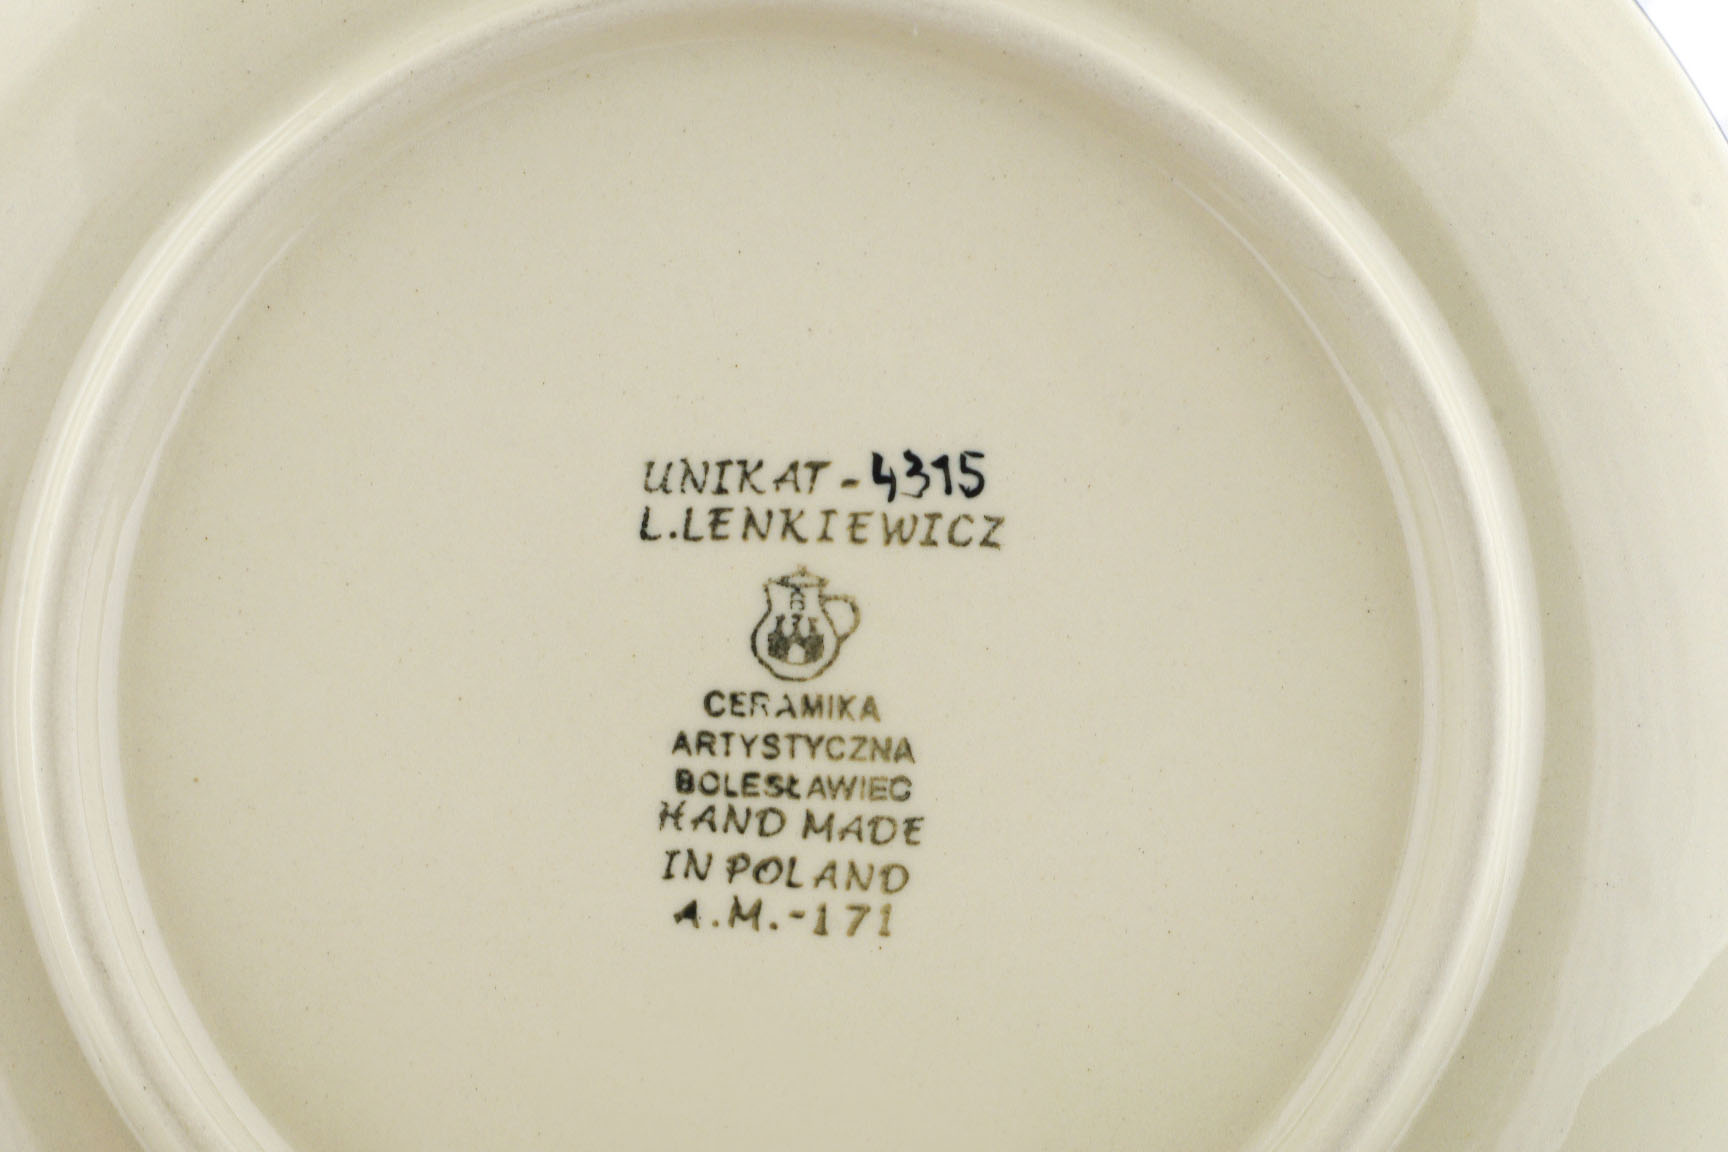 UNIKAT-4315
L.LENKIEWICZ
CERAMIKA
ARTYSTYCZNA
BOLESŁAWIEC
HAND MADE
IN POLAND
A.M.-171